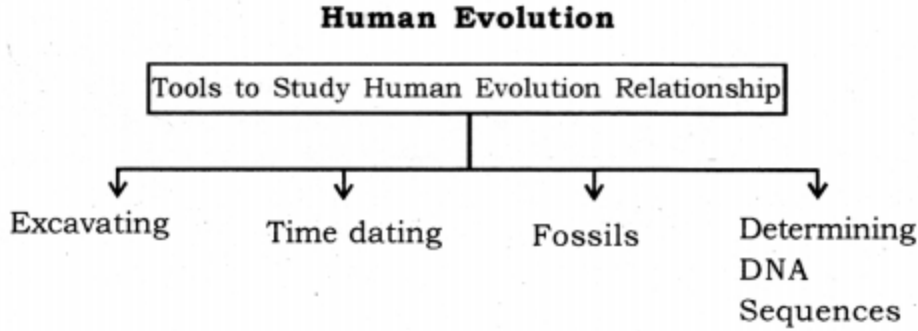 Human Evolution
Tools to Study Human Evolution Relationship
Excavating
Time dating
Fossils
Determining
DNA
Sequences